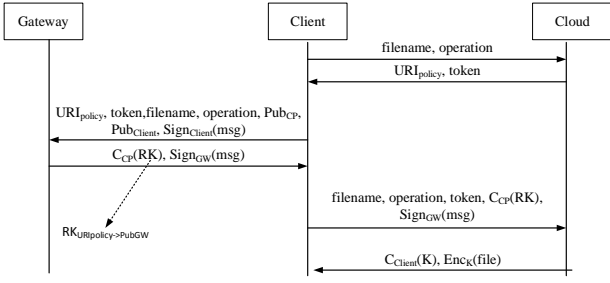 Gateway
Client
Cloud
filename, operation
URIpolicy, token
URIpolicy, token,filename, operation, PubCP,
PubClient, SignClient(msg)
CCP(RK), SignGW(msg)
filename, operation, token, CCP(RK),
SignGW(msg)
RKURIpolicy->PubGW
CClient(K), EncK(file)